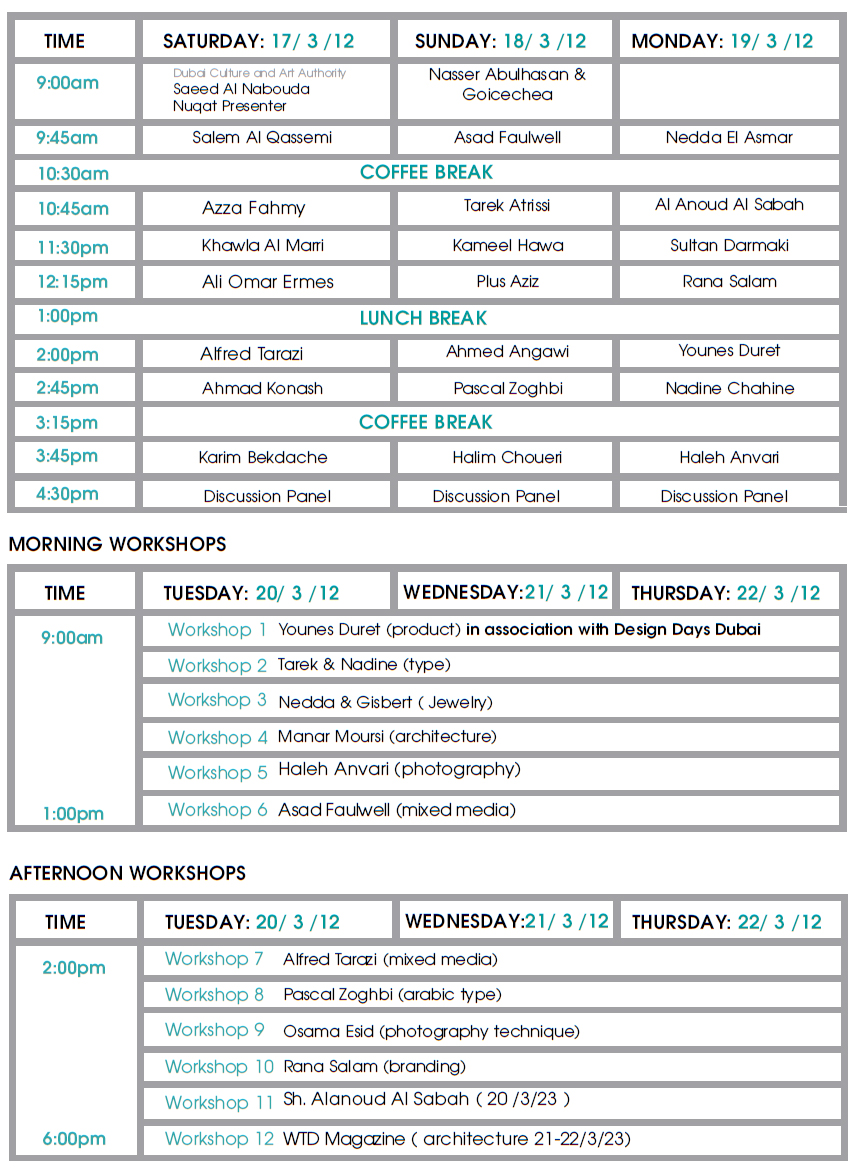 TIME SATURDAY: 17/ 3 /12 SUNDAY: 18/ 3 /12 MONDAY: 19/ 3 /12
9:00am Dubai Culture and Art Authority Nasser Abulhasan &
Saeed Al Nabouda Goicechea
Nuqat Presenter
9:45am Salem Al Qassemi Asad Faulwell Nedda El Asmar
10:30am COFFEE BREAK
10:45am Azza Fahmy Tarek Atrissi Al Anoud Al Sabah
11:30pm Khawla Al Marri Kameel Hawa Sultan Darmaki
12:15pm Ali Omar Ermes Plus Aziz Rana Salam
1:00pm LUNCH BREAK
2:00pm Alfred Tarazi Ahmed Angawi Younes Duret
2:45pm Ahmad Konash Pascal Zoghbi Nadine Chahine
3:15pm COFFEE BREAK
3:45pm Karim Bekdache Halim Choueri Haleh Anvari
4:30pm Discussion Panel Discussion Panel Discussion Panel
MORNING WORKSHOPS
TIME TUESDAY: 20/ 3 /12 WEDNESDAY:21/ 3 /12 THURSDAY: 22/ 3 /12
9:00am Workshop 1 Younes Duret (product) in association with Design Days Dubai
Workshop 2 Tarek & Nadine (type)
Workshop 3 Nedda & Gisbert ( Jewelry)
Workshop 4 Manar Moursi (architecture)
Workshop 5 Haleh Anvari (photography)
1:00pm Workshop 6 Asad Faulwell (mixed media)
AFTERNOON WORKSHOPS
TIME TUESDAY: 20/ 3 /12 WEDNESDAY:21/ 3 /12 THURSDAY: 22/ 3 /12
2:00pm Workshop 7 Alfred Tarazi (mixed media)
Workshop 8 Pascal Zoghbi (arabic type)
Workshop 9 Osama Esid (photography technique)
Workshop 10 Rana Salam (branding)
Workshop 11 Sh. Alanoud Al Sabah ( 20 /3/23 )
6:00pm Workshop 12 WTD Magazine ( architecture 21-22/3/23)